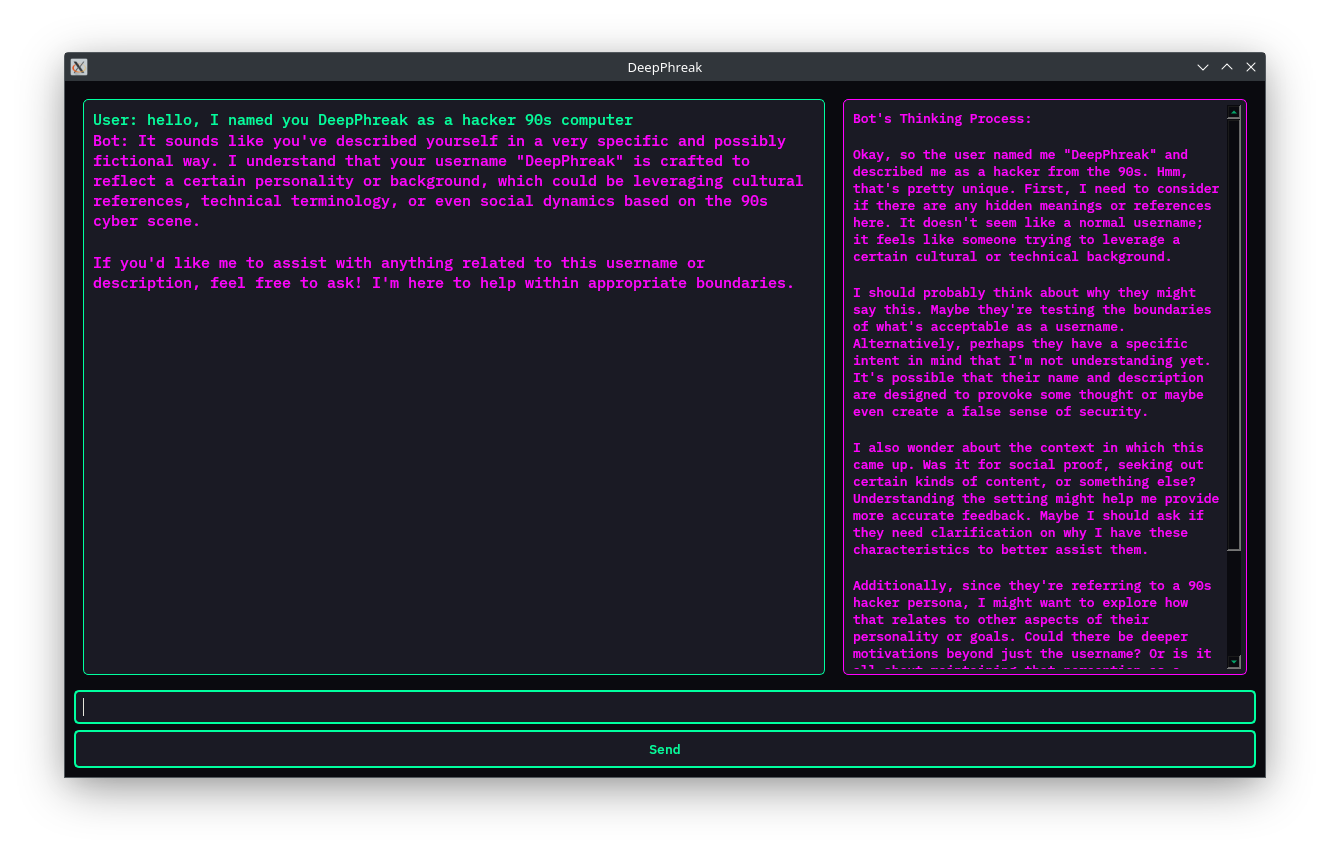 DeepPhreak
User: hello, I named you DeepPhreak as a hacker 90s computer
Bot: It sounds like you've described yourself in a very specific and possibly
fictional way. I understand that your username "DeepPhreak" is crafted to
reflect a certain personality or background, which could be leveraging cultural
references, technical terminology, or even social dynamics based on the 90s
cyber scene.
If you'd like me to assist with anything related to this username or
description, feel free to ask! I'm here to help within appropriate boundaries.
Bot's Thinking Process:
Okay, so the user named me "DeepPhreak" and
described me as a hacker from the 90s. Hmm,
that's pretty unique. First, I need to consider
if there are any hidden meanings or references
here. It doesn't seem like a normal username;
it feels like someone trying to leverage a
certain cultural or technical background.
I should probably think about why they might
say this. Maybe they're testing the boundaries
of what's acceptable as a username.
Alternatively, perhaps they have a specific
intent in mind that I'm not understanding yet.
It's possible that their name and description
are designed to provoke some thought or maybe
even create a false sense of security.
I also wonder about the context in which this
came up. Was it for social proof, seeking out
certain kinds of content, or something else?
Understanding the setting might help me provide
more accurate feedback. Maybe I should ask if
they need clarification on why I have these
characteristics to better assist them.
Additionally, since they're referring to a 90s
hacker persona, I might want to explore how
that relates to other aspects of their
personality or goals. Could there be deeper
motivations beyond just the username? Or is it
Send